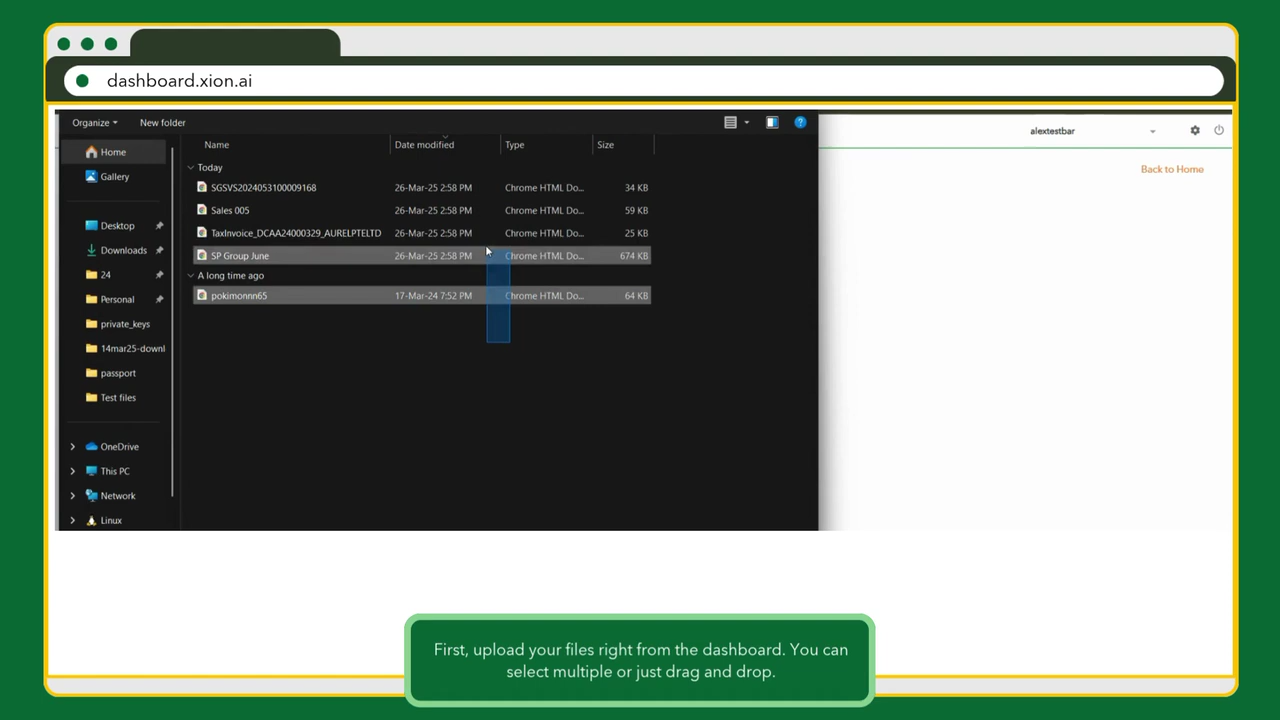 dashboard.xion.ai
Organize
New folder
alextestbar
Back to Home
Home
Gallery
Desktop
Downloads
24
Personal
private_keys
14mar25-downl
passport
Test files
OneDrive
This PC
Network
Linux
Name Date modified Type Size
Today
SGSVS2024053100009168 26-Mar-25 2:58 PM Chrome HTML Do... 34 KB
Sales 005 26-Mar-25 2:58 PM Chrome HTML Do... 59 KB
TaxInvoice_DCAA24000329_AURELPTELTD 26-Mar-25 2:58 PM Chrome HTML Do... 25 KB
SP Group June 26-Mar-25 2:58 PM Chrome HTML Do... 674 KB
A long time ago
pokimonnn65 17-Mar-24 7:52 PM Chrome HTML Do... 64 KB
First, upload your files right from the dashboard. You can
select multiple or just drag and drop.